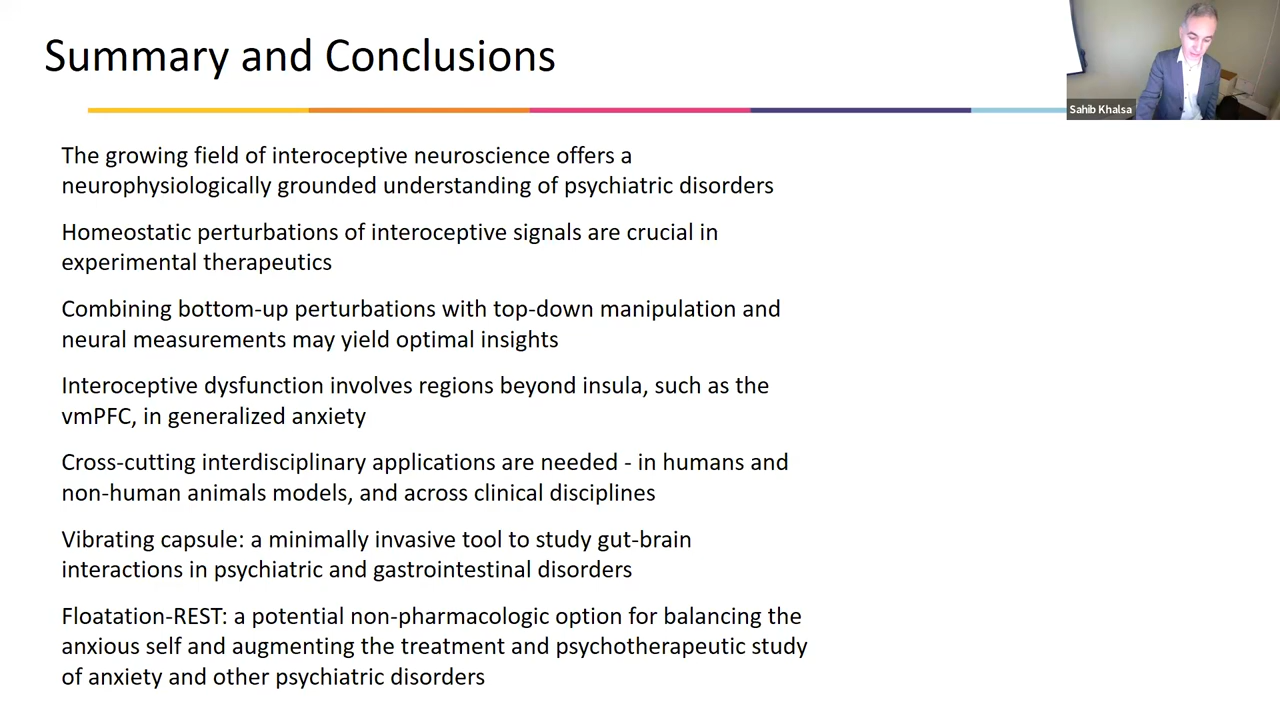 Summary and Conclusions
Sahib Khalsa
The growing field of interoceptive neuroscience offers a
neurophysiologically grounded understanding of psychiatric disorders
Homeostatic perturbations of interoceptive signals are crucial in
experimental therapeutics
Combining bottom-up perturbations with top-down manipulation and
neural measurements may yield optimal insights
Interoceptive dysfunction involves regions beyond insula, such as the
vmPFC, in generalized anxiety
Cross-cutting interdisciplinary applications are needed - in humans and
non-human animals models, and across clinical disciplines
Vibrating capsule: a minimally invasive tool to study gut-brain
interactions in psychiatric and gastrointestinal disorders
Floatation-REST: a potential non-pharmacologic option for balancing the
anxious self and augmenting the treatment and psychotherapeutic study
of anxiety and other psychiatric disorders